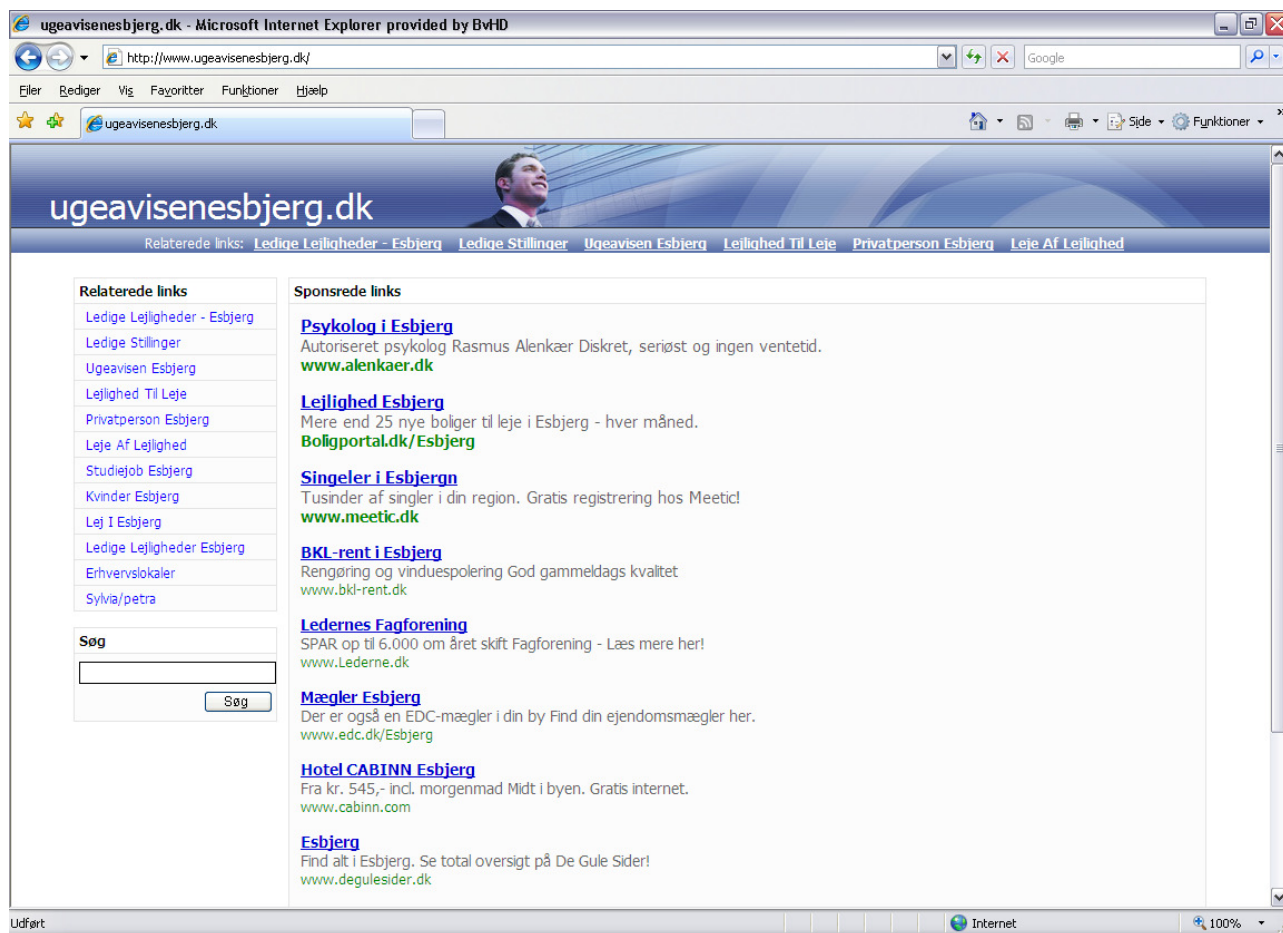 ugeavisenesbjerg.dk - Microsoft Internet Explorer provided by BvHD
http://www.ugeavisenesbjerg.dk/
Google
Filer Rediger Vis Favoritter Funktioner Hjælp
ugeavisenesbjerg.dk
Side Funktioner
ugeavisenesbjerg.dk
Relaterede links: Ledige Lejligheder - Esbjerg Ledige Stillinger Ugeavisen Esbjerg Lejlighed Til Leje Privatperson Esbjerg Leje Af Lejlighed
Relaterede links
Ledige Lejligheder - Esbjerg
Ledige Stillinger
Ugeavisen Esbjerg
Lejlighed Til Leje
Privatperson Esbjerg
Leje Af Lejlighed
Studiejob Esbjerg
Kvinder Esbjerg
Lej I Esbjerg
Ledige Lejligheder Esbjerg
Erhvervslokaler
Sylvia/petra
Søg
Søg
Sponsrede links
Psykolog i Esbjerg
Autoriseret psykolog Rasmus Alenkær Diskret, seriøst og ingen ventetid.
www.alenkaer.dk
Lejlighed Esbjerg
Mere end 25 nye boliger til leje i Esbjerg - hver måned.
Boligportal.dk/Esbjerg
Singeler i Esbjergn
Tusinder af singler i din region. Gratis registrering hos Meetic!
www.meetic.dk
BKL-rent i Esbjerg
Rengøring og vinduespolering God gammeldags kvalitet
www.bkl-rent.dk
Ledernes Fagforening
SPAR op til 6.000 om året skift Fagforening - Læs mere her!
www.Lederne.dk
Mægler Esbjerg
Der er også en EDC-mægler i din by Find din ejendomsmægler her.
www.edc.dk/Esbjerg
Hotel CABINN Esbjerg
Fra kr. 545,- incl. morgenmad Midt i byen. Gratis internet.
www.cabinn.com
Esbjerg
Find alt i Esbjerg. Se total oversigt på De Gule Sider!
www.degulesider.dk
Udført
Internet
100%